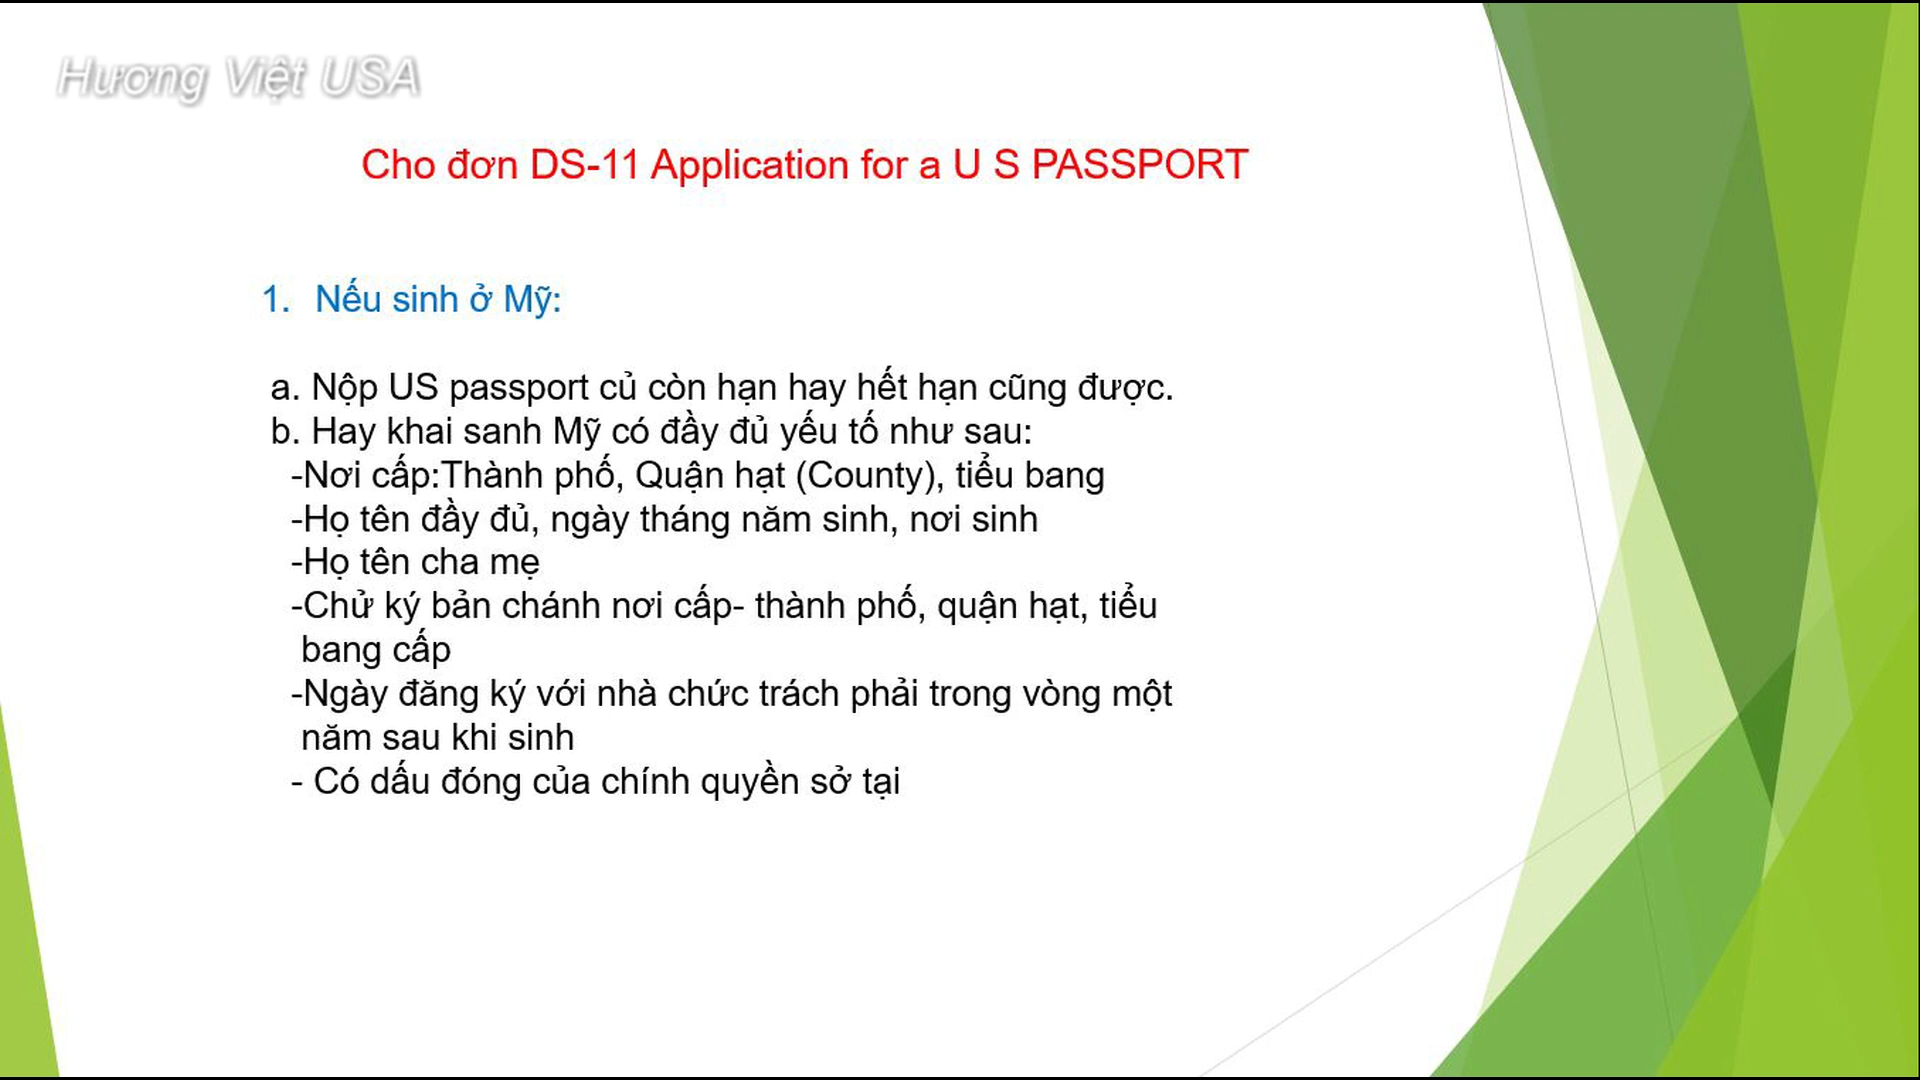 Hương Việt USA
Cho đơn DS-11 Application for a U S PASSPORT
1. Nếu sinh ở Mỹ:
a. Nộp US passport củ còn hạn hay hết hạn cũng được.
b. Hay khai sanh Mỹ có đầy đủ yếu tố như sau:
-Nơi cấp:Thành phố, Quận hạt (County), tiểu bang
-Họ tên đầy đủ, ngày tháng năm sinh, nơi sinh
-Họ tên cha mẹ
-Chử ký bản chánh nơi cấp- thành phố, quận hạt, tiểu
bang cấp
-Ngày đăng ký với nhà chức trách phải trong vòng một
năm sau khi sinh
- Có dấu đóng của chính quyền sở tại